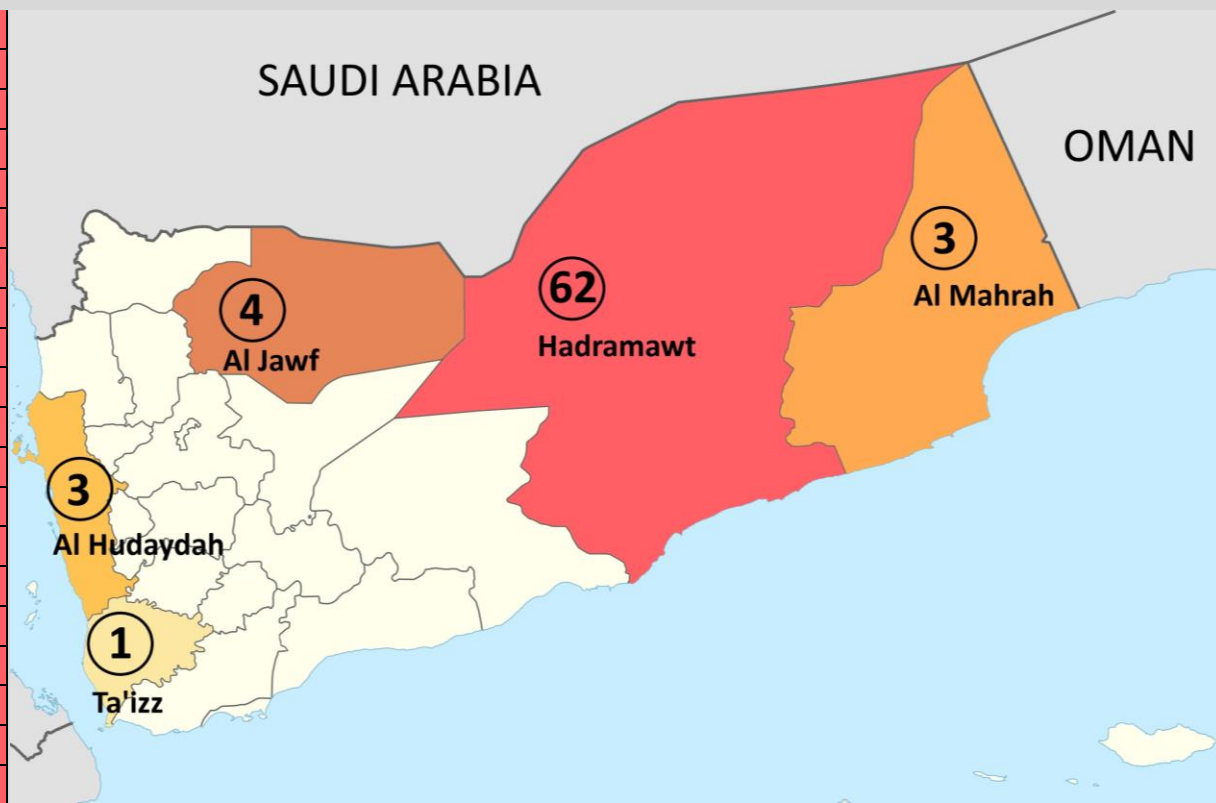 SAUDI ARABIA
OMAN
3
Al Mahrah
62
Hadramawt
4
Al Jawf
3
Al Hudaydah
1
Ta'izz